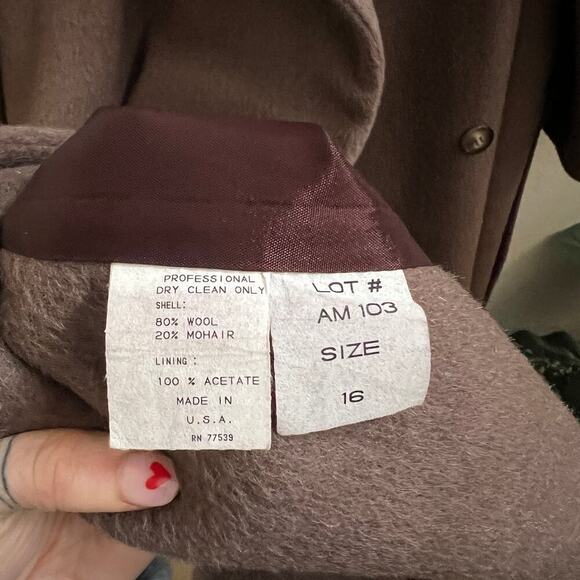 PROFESSIONAL
DRY CLEAN ONLY
SHELL:
80% WOOL
20% MOHAIR
LINING :
100 % ACETATE
MADE IN
U.S.A.
RN 77539
LOT #
AM 103
SIZE
16